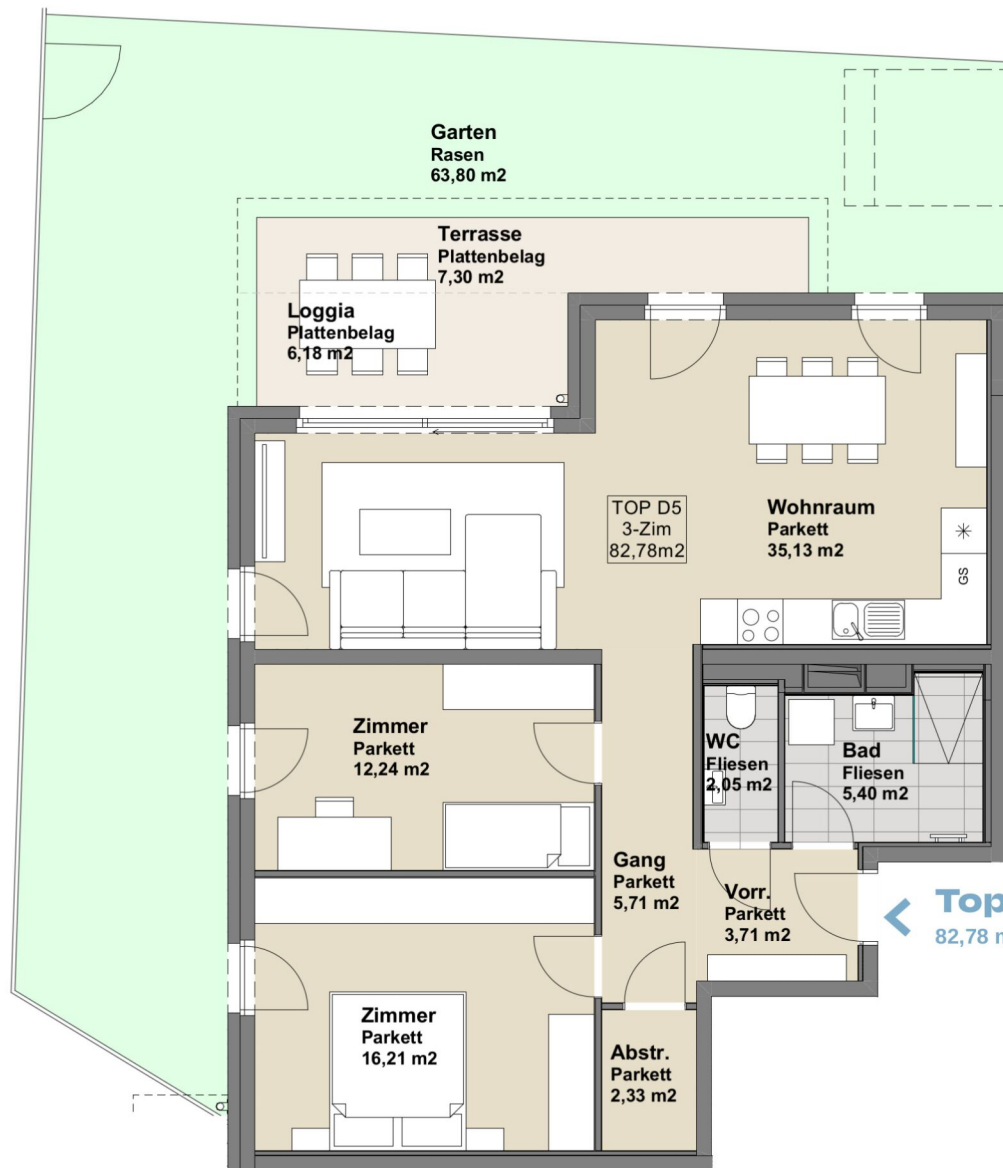 Garten
Rasen
63,80 m2
Terrasse
Plattenbelag
7,30 m2
Loggia
Plattenbelag
6,18 m2
TOP D5
3-Zim
82,78m2
Wohnraum
Parkett
35,13 m2
GS
Zimmer
Parkett
12,24 m2
WC
Fliesen
2,05 m2
Bad
Fliesen
5,40 m2
Gang
Parkett
5,71 m2
Vorr.
Parkett
3,71 m2
Top
82,78 m
Zimmer
Parkett
16,21 m2
Abstr.
Parkett
2,33 m2